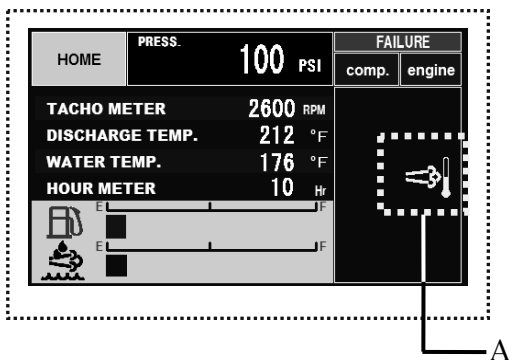 HOME
PRESS.
100 PSI
FAILURE
comp. engine
TACHO METER 2600 RPM
DISCHARGE TEMP. 212 °F
WATER TEMP. 176 °F
HOUR METER 10 Hr
E F
E F
A